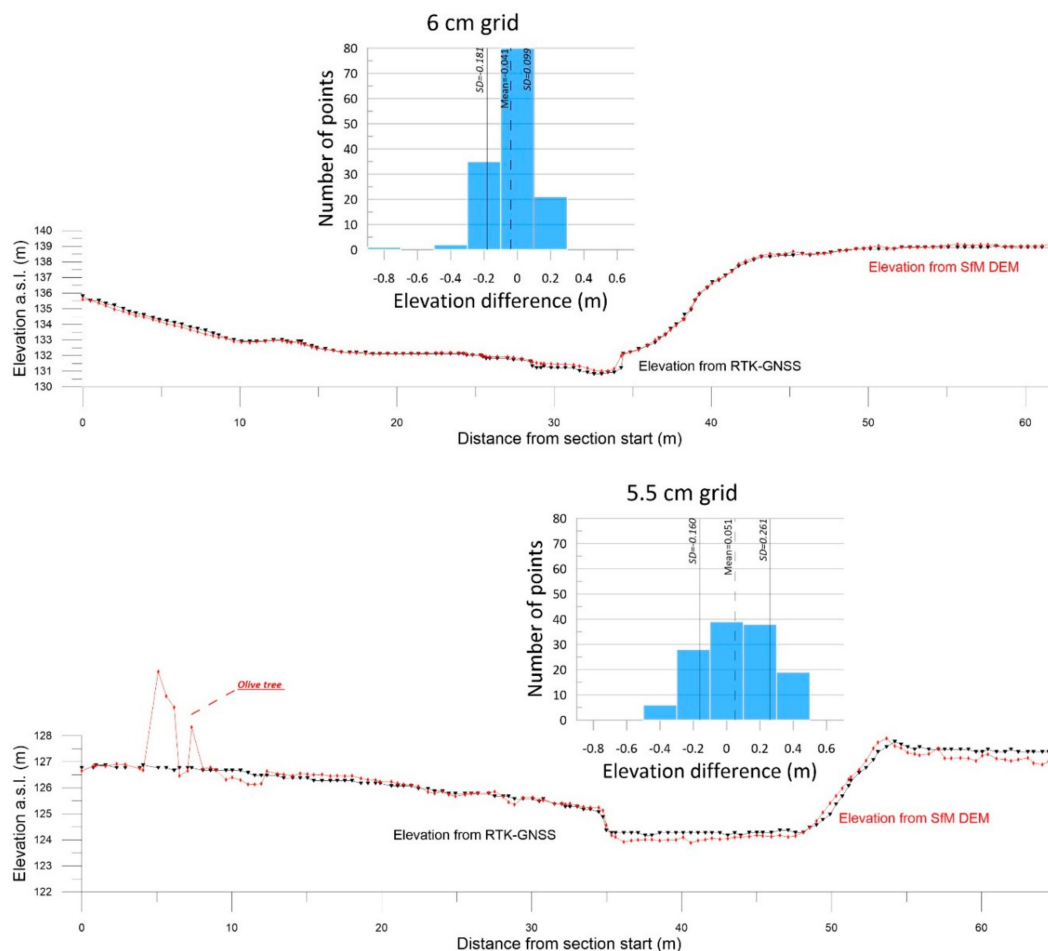 6 cm grid
Number of points
80
70
60
50
40
30
20
10
0
SD=-0.181
Mean=-0.041
SD=0.099
-0.8 -0.6 -0.4 -0.2 0 0.2 0.4 0.6
Elevation difference (m)
Elevation a.s.l. (m)
140
139
138
136
135
134
133
132
131
130
Elevation from SfM DEM
Elevation from RTK-GNSS
0 10 20 30 40 50 60
Distance from section start (m)
5.5 cm grid
Number of points
80
70
60
50
40
30
20
10
0
SD=-0.160
Mean=0.051
SD=0.261
-0.8 -0.6 -0.4 -0.2 0 0.2 0.4 0.6
Elevation difference (m)
Olive tree
Elevation a.s.l. (m)
128
127
126
125
124
123
122
Elevation from RTK-GNSS
Elevation from SfM DEM
0 10 20 30 40 50 60
Distance from section start (m)